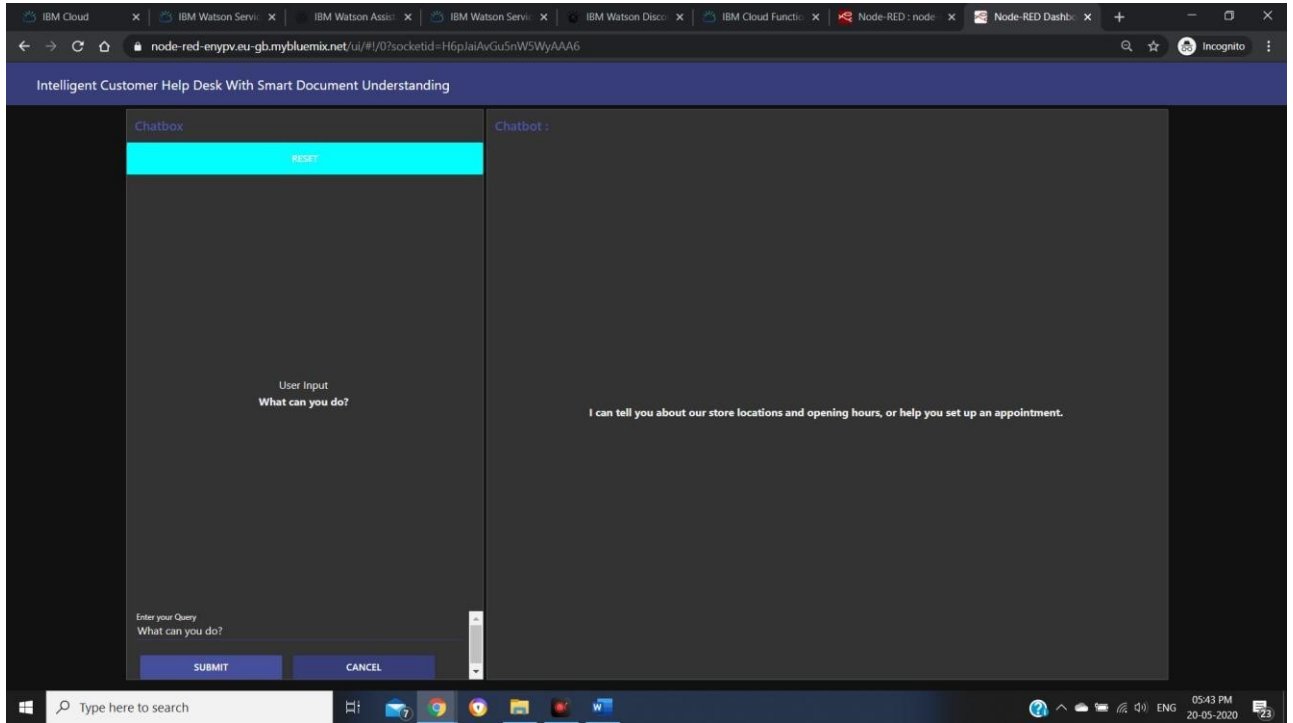 IBM Cloud
IBM Watson Servic
IBM Watson Assist
IBM Watson Servic
IBM Watson Disco
IBM Cloud Functio
Node-RED : node-
Node-RED Dashbo
node-red-enypv.eu-gb.mybluemix.net/ui/#!/0?socketid=H6pJaiAvGu5nW5WyAAA6
Incognito
Intelligent Customer Help Desk With Smart Document Understanding
Chatbox
RESET
User Input
What can you do?
Enter your Query
What can you do?
SUBMIT
CANCEL
Chatbot :
I can tell you about our store locations and opening hours, or help you set up an appointment.
Type here to search
7
W
ENG
05:43 PM
20-05-2020
23